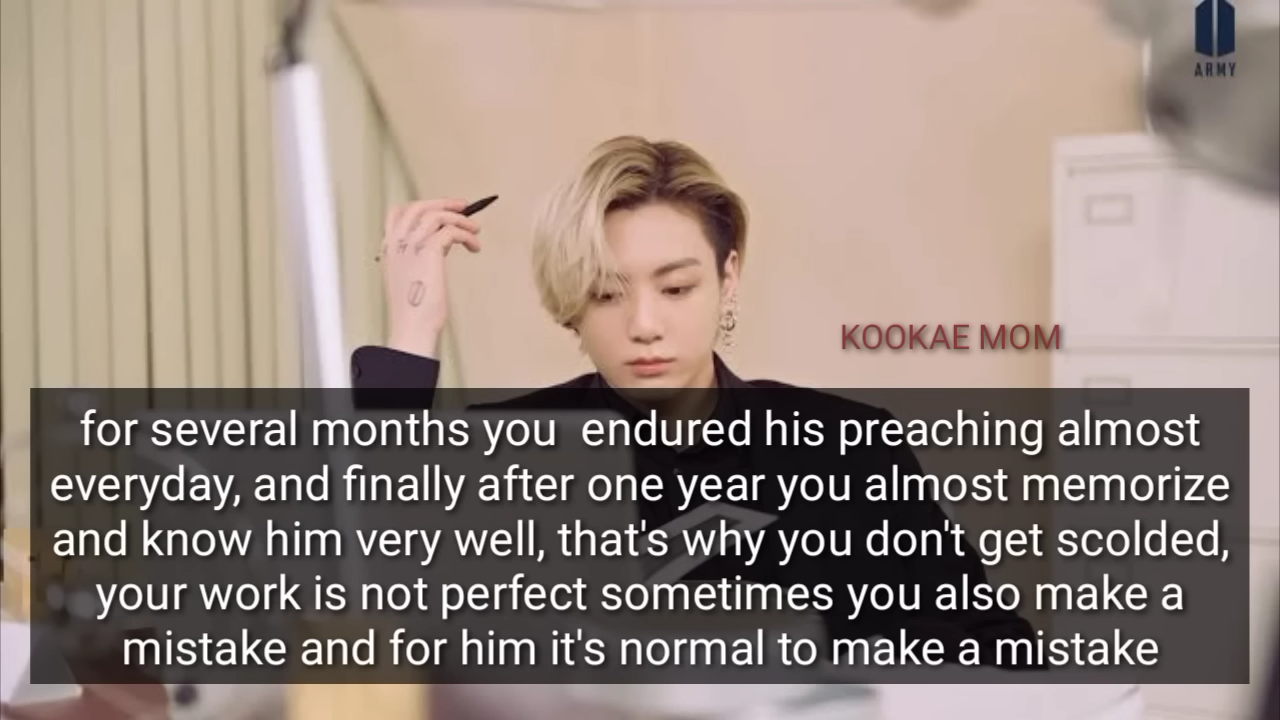 ARMY
KOOKAE MOM
for several months you  endured his preaching almost
everyday, and finally after one year you almost memorize
and know him very well, that's why you don't get scolded,
your work is not perfect sometimes you also make a
mistake and for him it's normal to make a mistake